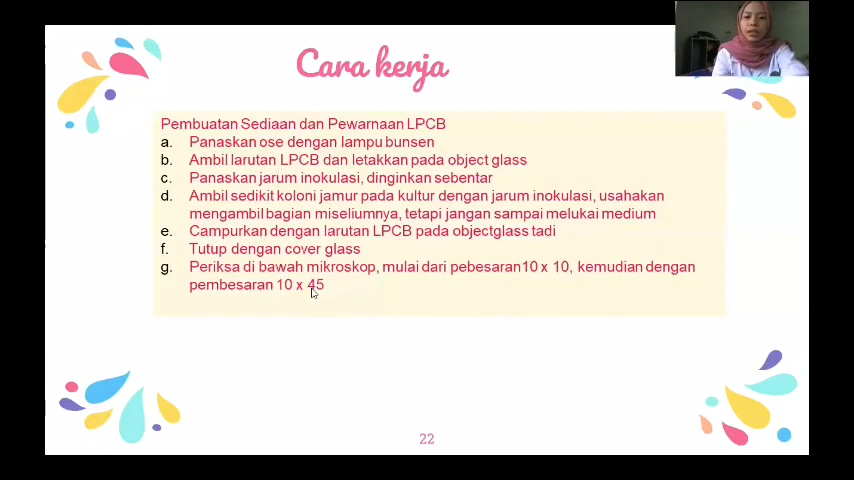 Cara kerja
Pembuatan Sediaan dan Pewarnaan LPCB
a. Panaskan ose dengan lampu bunsen
b. Ambil larutan LPCB dan letakkan pada object glass
c. Panaskan jarum inokulasi, dinginkan sebentar
d. Ambil sedikit koloni jamur pada kultur dengan jarum inokulasi, usahakan
mengambil bagian miseliumnya, tetapi jangan sampai melukai medium
e. Campurkan dengan larutan LPCB pada objectglass tadi
f. Tutup dengan cover glass
g. Periksa di bawah mikroskop, mulai dari pebesaran10 x 10, kemudian dengan
pembesaran 10 x 45
22